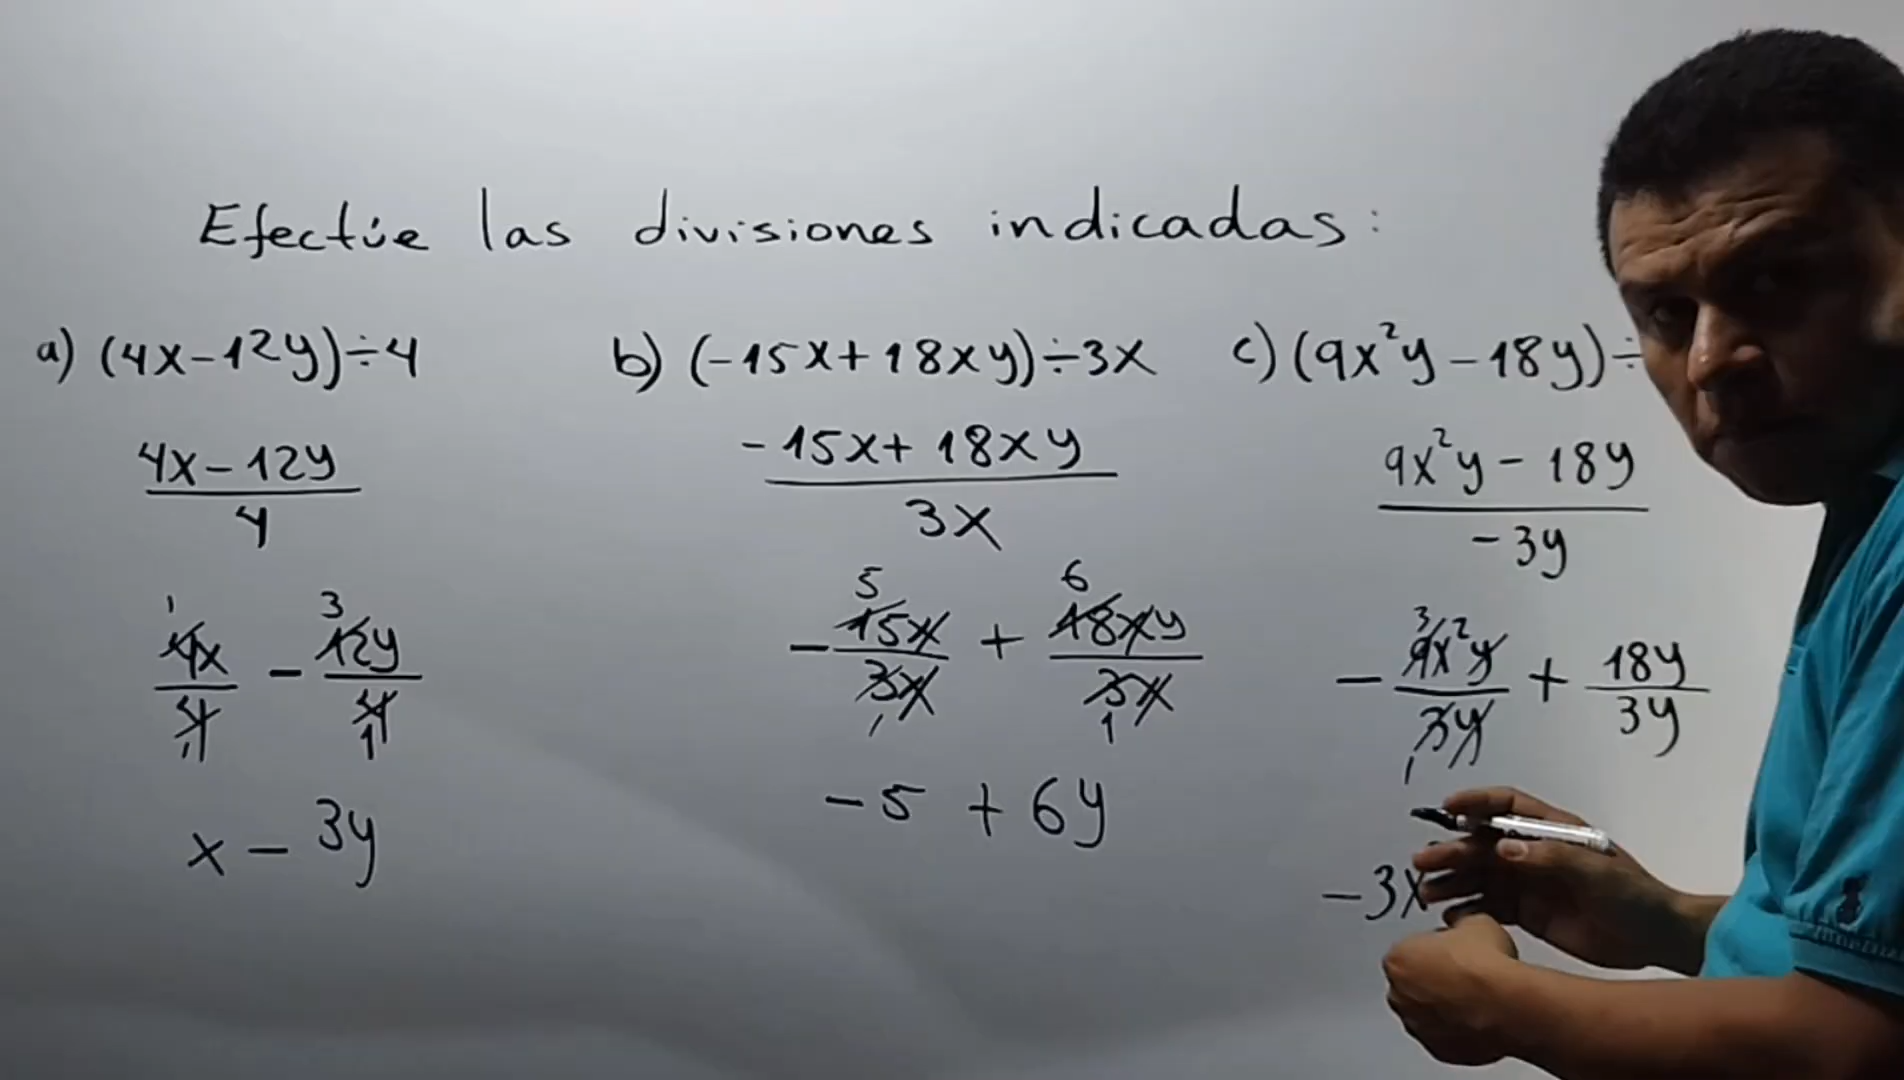 Efectúe las divisiones indicadas:
a) (4x-12y)÷4
4x-12y
4
1 3
4x - 12y
4 4
1 1
x - 3y
b) (-15x+18xy)÷3x
-15x+18xy
3x
5 6
- 15x + 18xy
3x 3x
1 1
-5 + 6y
c) (9x²y-18y)÷
9x²y - 18y
-3y
3
- 9x²y + 18y
3y 3y
1
-3x